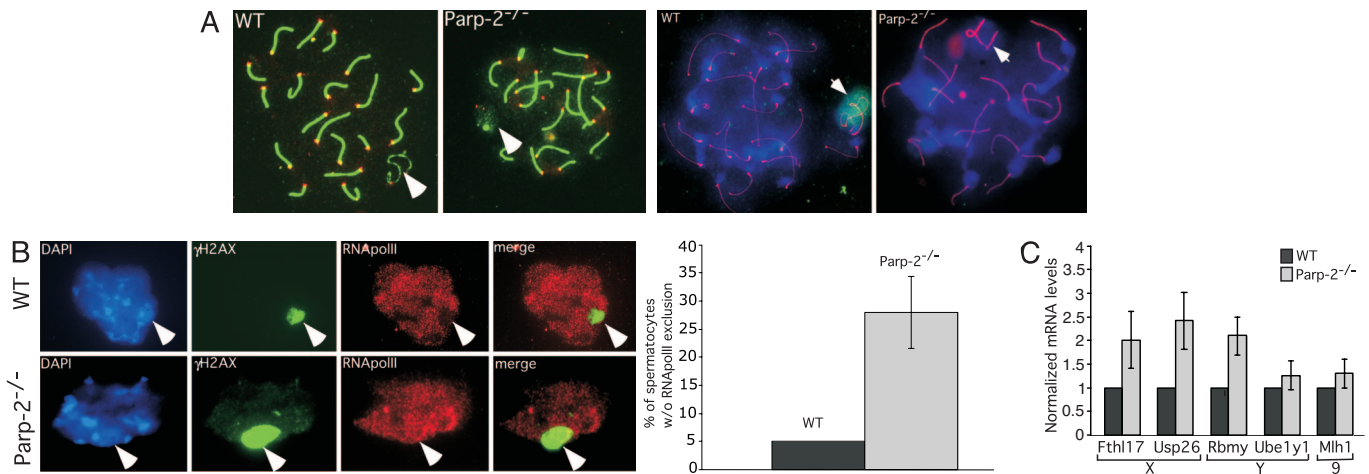 A
WT
Parp-2-/-
WT
Parp-2-/-
B
WT
DAPI
γH2AX
RNApolII
merge
Parp-2-/-
DAPI
γH2AX
RNApolII
merge
% of spermatocytes
w/o RNApolII exclusion
40
35
30
25
20
15
10
5
0
WT
Parp-2-/-
C
Normalized mRNA levels
4
3.5
3
2.5
2
1.5
1
0
WT
Parp-2-/-
Fthl17 Usp26 Rbmy Ube1y1 Mlh1
X Y 9